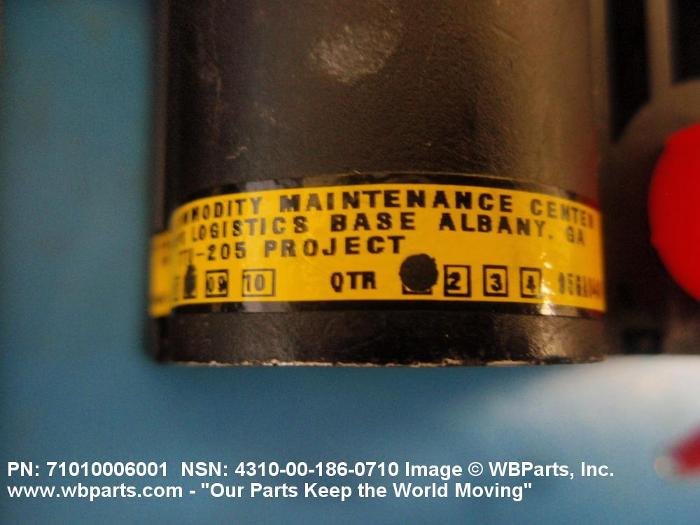 MAINTENANCE CENTER
LOGISTICS BASE ALBANY, GA
-205 PROJECT
09 10 QTR 2 3 4
PN: 71010006001 NSN: 4310-00-186-0710 Image © WBParts, Inc.
www.wbparts.com - "Our Parts Keep the World Moving"